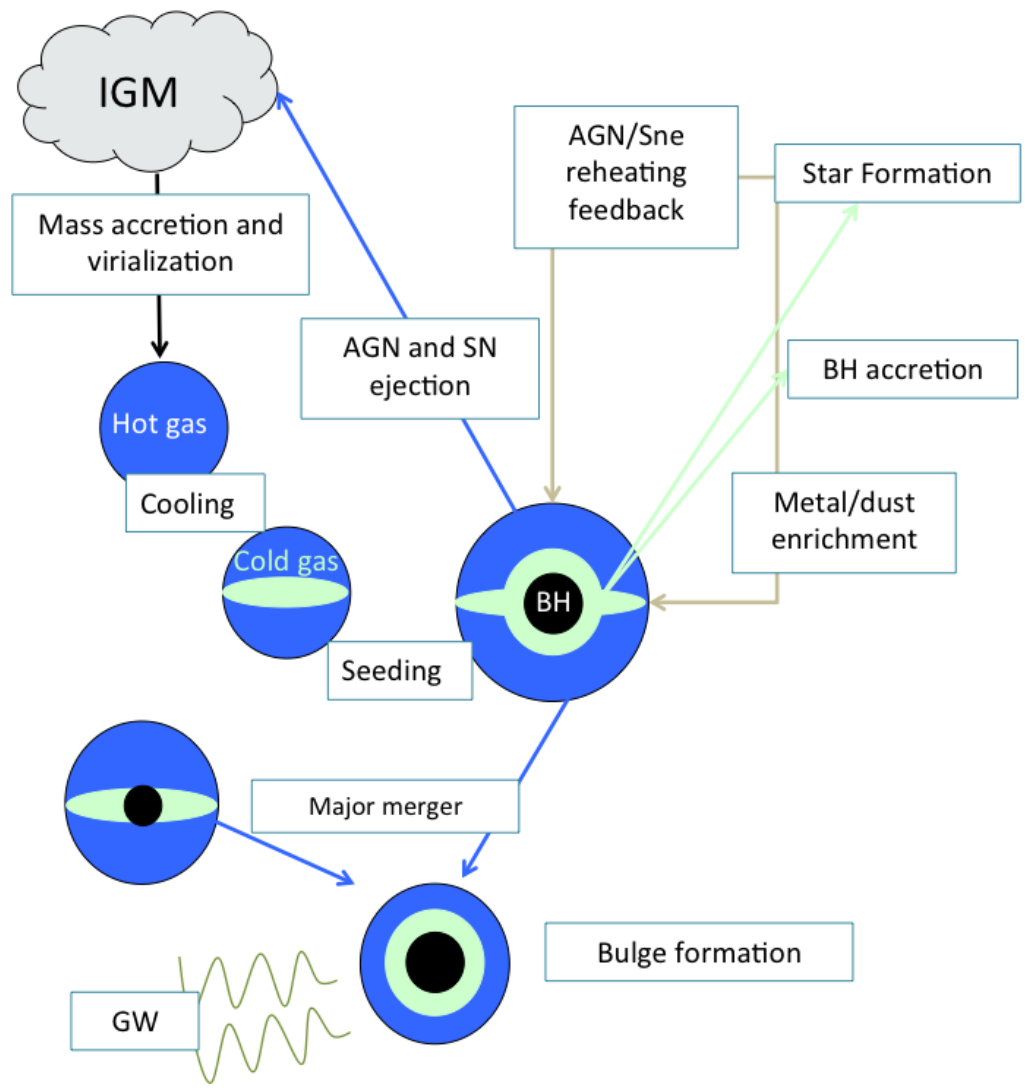 IGM
Mass accretion and
virialization
Hot gas
Cooling
Cold gas
Seeding
AGN and SN
ejection
AGN/Sne
reheating
feedback
Star Formation
BH accretion
Metal/dust
enrichment
BH
Major merger
Bulge formation
GW